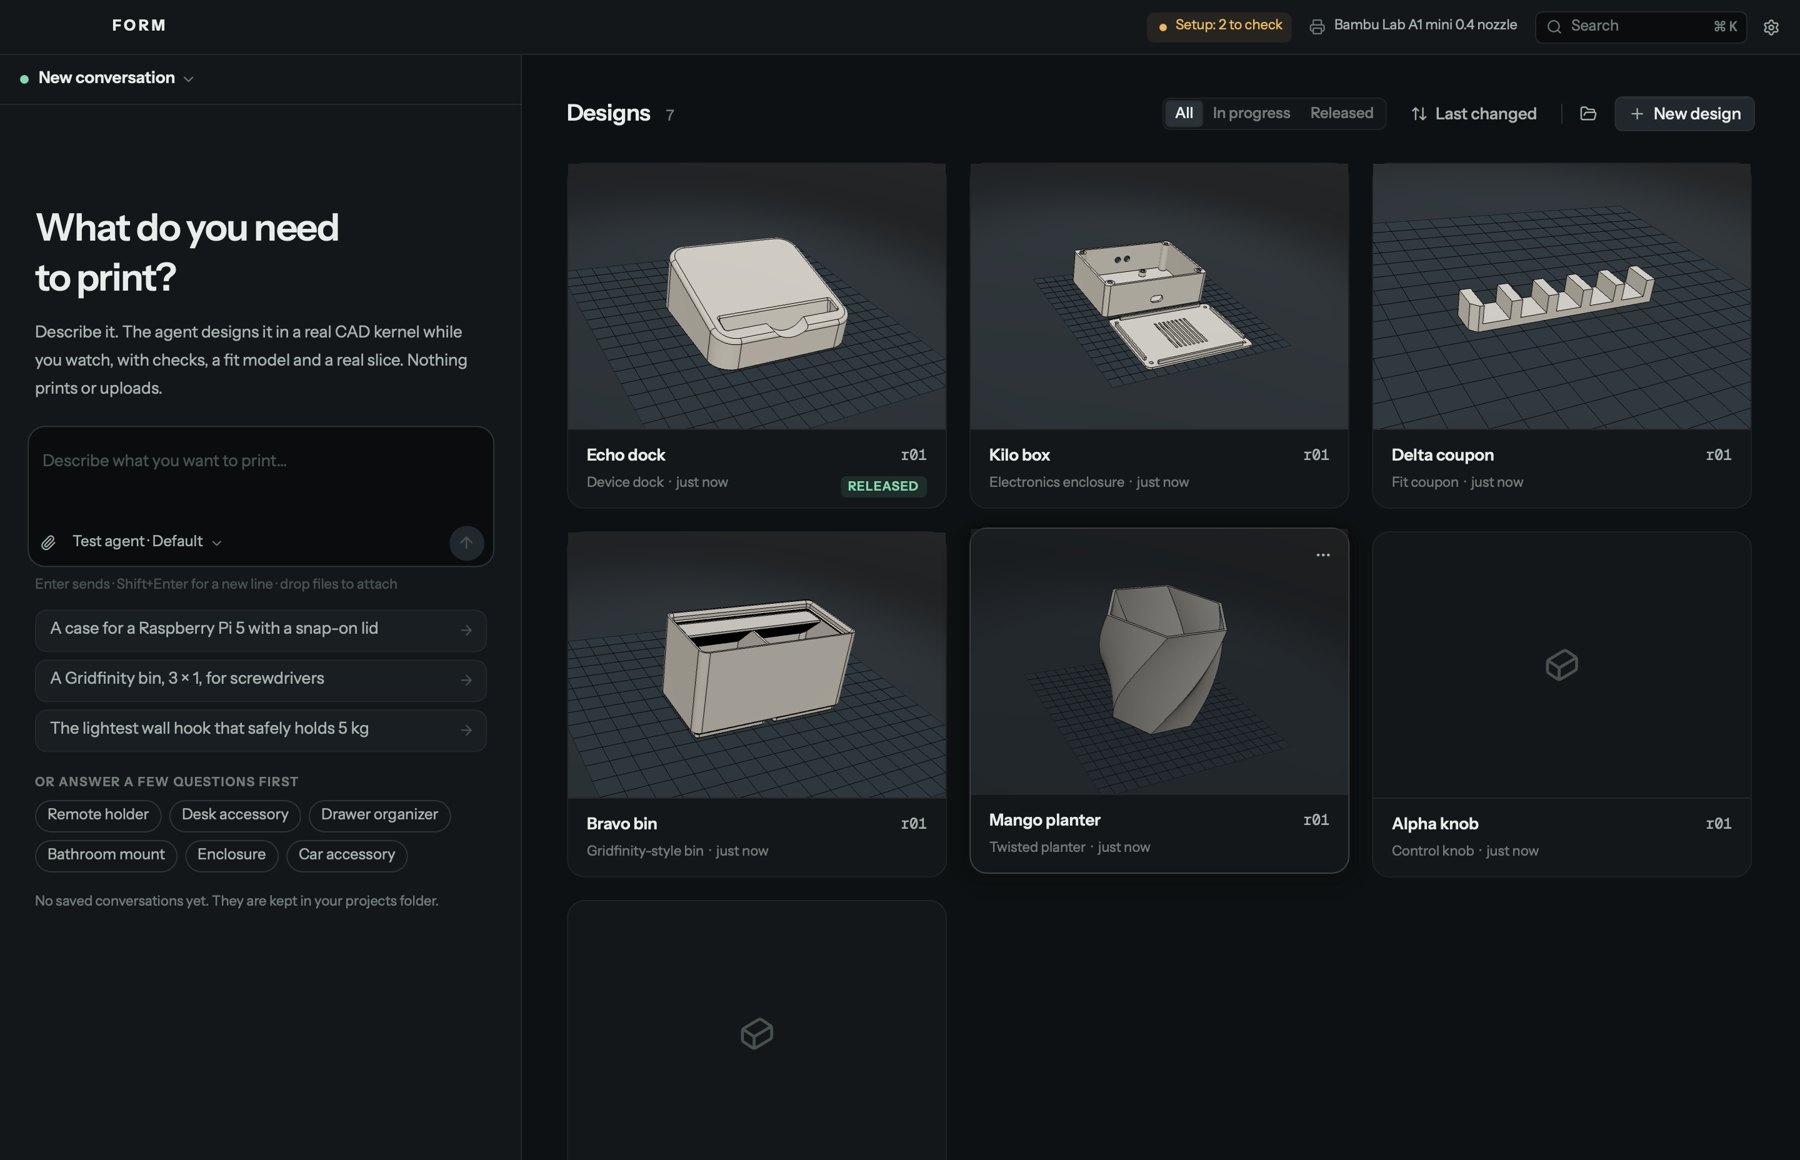 FORM
Setup: 2 to check
Bambu Lab A1 mini 0.4 nozzle
Search
⌘ K
New conversation
What do you need
to print?
Describe it. The agent designs it in a real CAD kernel while
you watch, with checks, a fit model and a real slice. Nothing
prints or uploads.
Describe what you want to print...
Test agent · Default
Enter sends · Shift+Enter for a new line · drop files to attach
A case for a Raspberry Pi 5 with a snap-on lid
A Gridfinity bin, 3 × 1, for screwdrivers
The lightest wall hook that safely holds 5 kg
OR ANSWER A FEW QUESTIONS FIRST
Remote holder
Desk accessory
Drawer organizer
Bathroom mount
Enclosure
Car accessory
No saved conversations yet. They are kept in your projects folder.
Designs 7
All
In progress
Released
Last changed
New design
Echo dock r01
Device dock · just now
RELEASED
Kilo box r01
Electronics enclosure · just now
Delta coupon r01
Fit coupon · just now
Bravo bin r01
Gridfinity-style bin · just now
Mango planter r01
Twisted planter · just now
Alpha knob r01
Control knob · just now